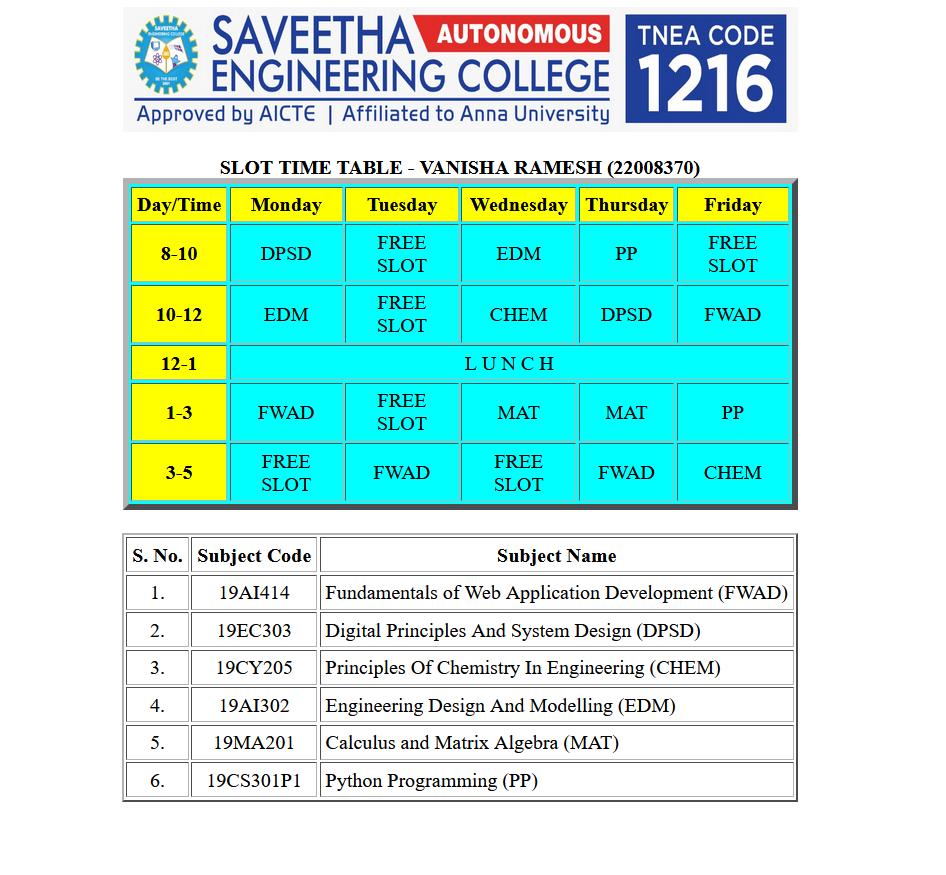 SAVEETHA AUTONOMOUS
ENGINEERING COLLEGE
Approved by AICTE | Affiliated to Anna University
TNEA CODE
1216
SAVEETHA
ENGINEERING COLLEGE
SLOT TIME TABLE - VANISHA RAMESH (22008370)
Day/Time Monday Tuesday Wednesday Thursday Friday
8-10 DPSD FREE SLOT EDM PP FREE SLOT
10-12 EDM FREE SLOT CHEM DPSD FWAD
12-1 L U N C H
1-3 FWAD FREE SLOT MAT MAT PP
3-5 FREE SLOT FWAD FREE SLOT FWAD CHEM
S. No. Subject Code Subject Name
1. 19AI414 Fundamentals of Web Application Development (FWAD)
2. 19EC303 Digital Principles And System Design (DPSD)
3. 19CY205 Principles Of Chemistry In Engineering (CHEM)
4. 19AI302 Engineering Design And Modelling (EDM)
5. 19MA201 Calculus and Matrix Algebra (MAT)
6. 19CS301P1 Python Programming (PP)